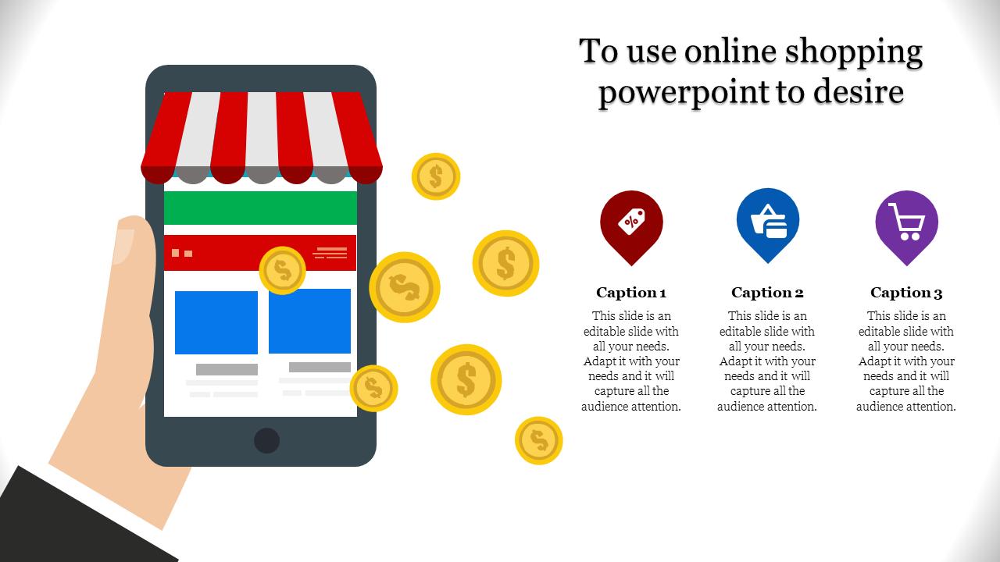 To use online shopping
powerpoint to desire
Caption 1
This slide is an
editable slide with
all your needs.
Adapt it with your
needs and it will
capture all the
audience attention.
Caption 2
This slide is an
editable slide with
all your needs.
Adapt it with your
needs and it will
capture all the
audience attention.
Caption 3
This slide is an
editable slide with
all your needs.
Adapt it with your
needs and it will
capture all the
audience attention.